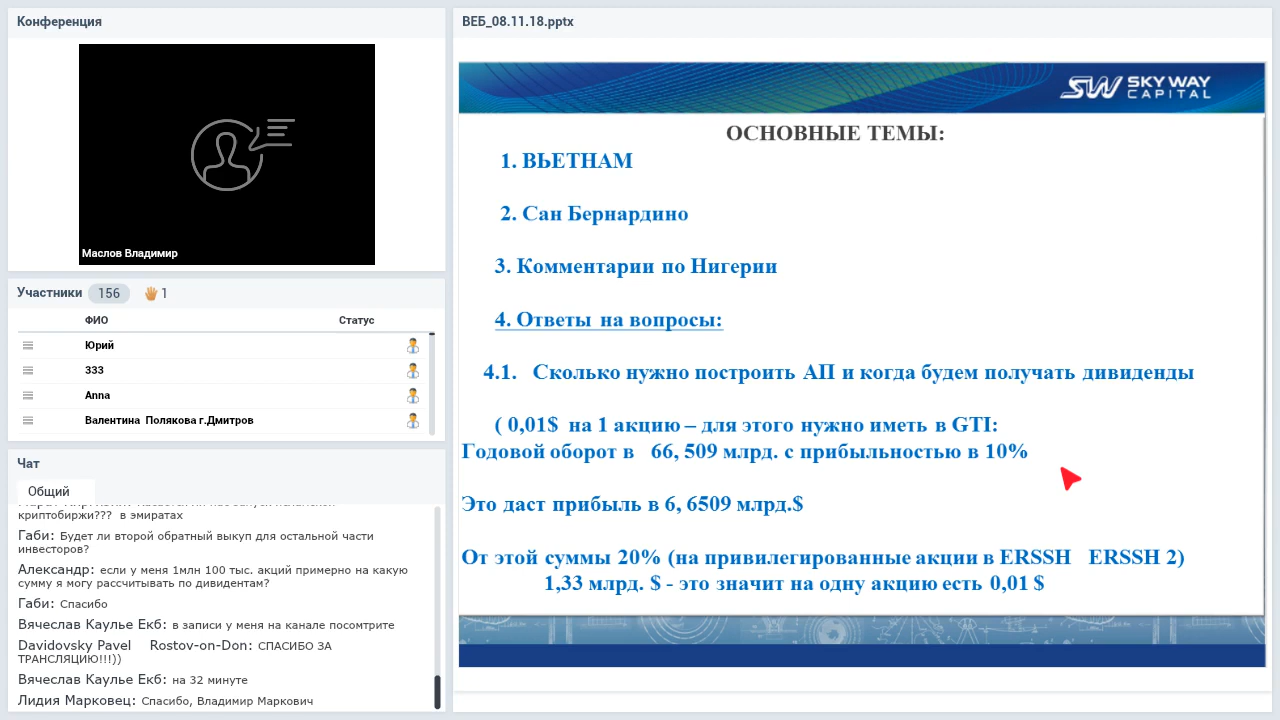 Конференция
Маслов Владимир
Участники 156 1
ФИО Статус
Юрий
333
Anna
Валентина Полякова г.Дмитров
Чат
Общий
криптобиржи??? в эмиратах
Габи: Будет ли второй обратный выкуп для остальной части
инвесторов?
Александр: если у меня 1млн 100 тыс. акций примерно на какую
сумму я могу рассчитывать по дивидентам?
Габи: Спасибо
Вячеслав Каулье Екб: в записи у меня на канале посомтрите
Davidovsky Pavel Rostov-on-Don: СПАСИБО ЗА
ТРАНСЛЯЦИЮ!!!))
Вячеслав Каулье Екб: на 32 минуте
Лидия Марковец: Спасибо, Владимир Маркович
ВЕБ_08.11.18.pptx
SW SKY WAY
CAPITAL
ОСНОВНЫЕ ТЕМЫ:
1. ВЬЕТНАМ
2. Сан Бернардино
3. Комментарии по Нигерии
4. Ответы на вопросы:
4.1. Сколько нужно построить АП и когда будем получать дивиденды
( 0,01$ на 1 акцию – для этого нужно иметь в GTI:
Годовой оборот в 66, 509 млрд. с прибыльностью в 10%
Это даст прибыль в 6, 6509 млрд.$
От этой суммы 20% (на привилегированные акции в ERSSH ERSSH 2)
1,33 млрд. $ - это значит на одну акцию есть 0,01 $